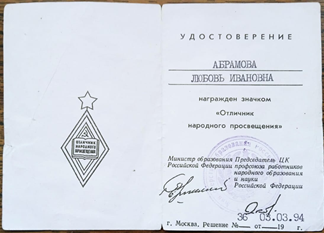 ОТЛИЧНИК
НАРОДНОГО
ПРОСВЕЩЕНИЯ
УДОСТОВЕРЕНИЕ
АБРАМОВА
ЛЮБОВЬ ИВАНОВНА
награжден значком
«Отличник
народного просвещения»
Министр образования
Российской Федерации
Председатель ЦК
профсоюза работников
народного образования
и науки
Российской Федерации
г. Москва, Решение № 36 от 03.03.94 19 г.